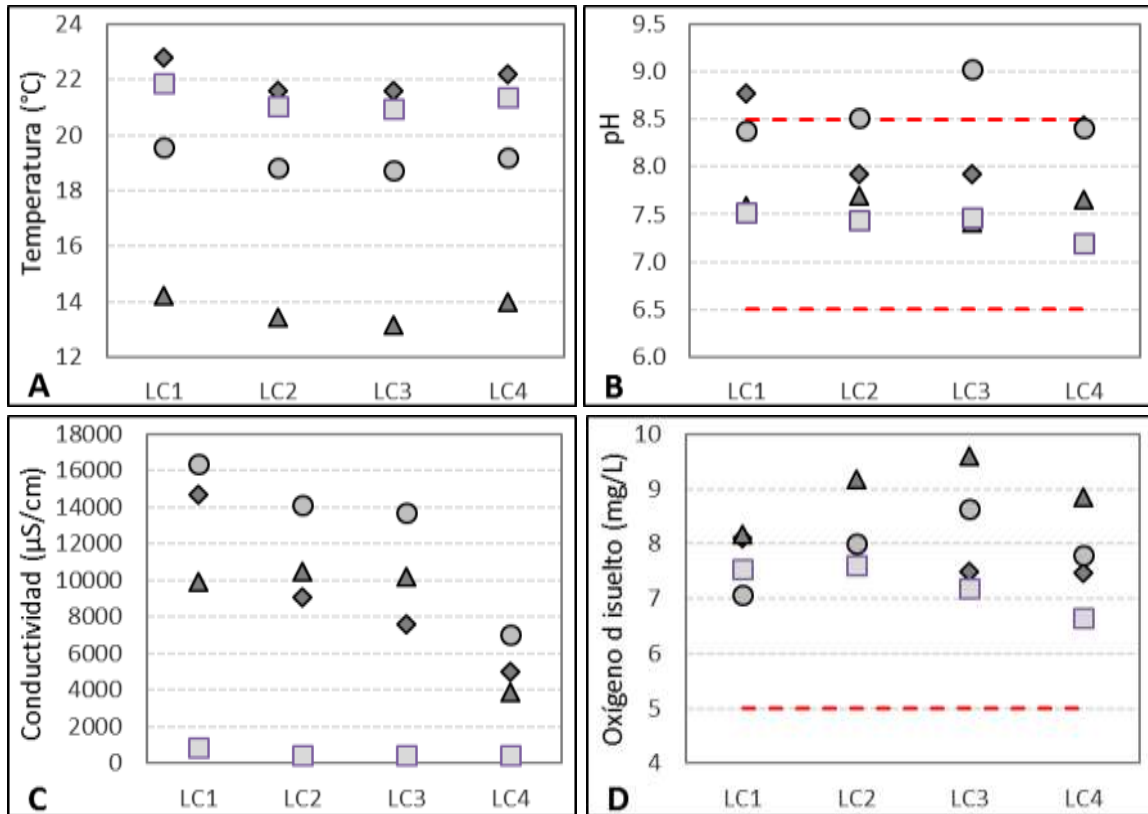 Temperatura (°C)
24
22
20
18
16
14
12
LC1 LC2 LC3 LC4
A
pH
9.5
9.0
8.5
8.0
7.5
7.0
6.5
6.0
LC1 LC2 LC3 LC4
B
Conductividad (µS/cm)
18000
16000
14000
12000
10000
8000
6000
4000
2000
0
LC1 LC2 LC3 LC4
C
Oxígeno d isuelto (mg/L)
10
9
8
7
6
5
4
LC1 LC2 LC3 LC4
D